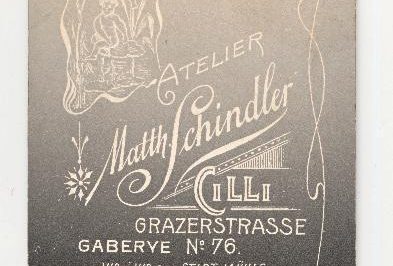 ATELIER
Matth. Schindler
CILLI
GRAZERSTRASSE
GABERYE Nº 76.